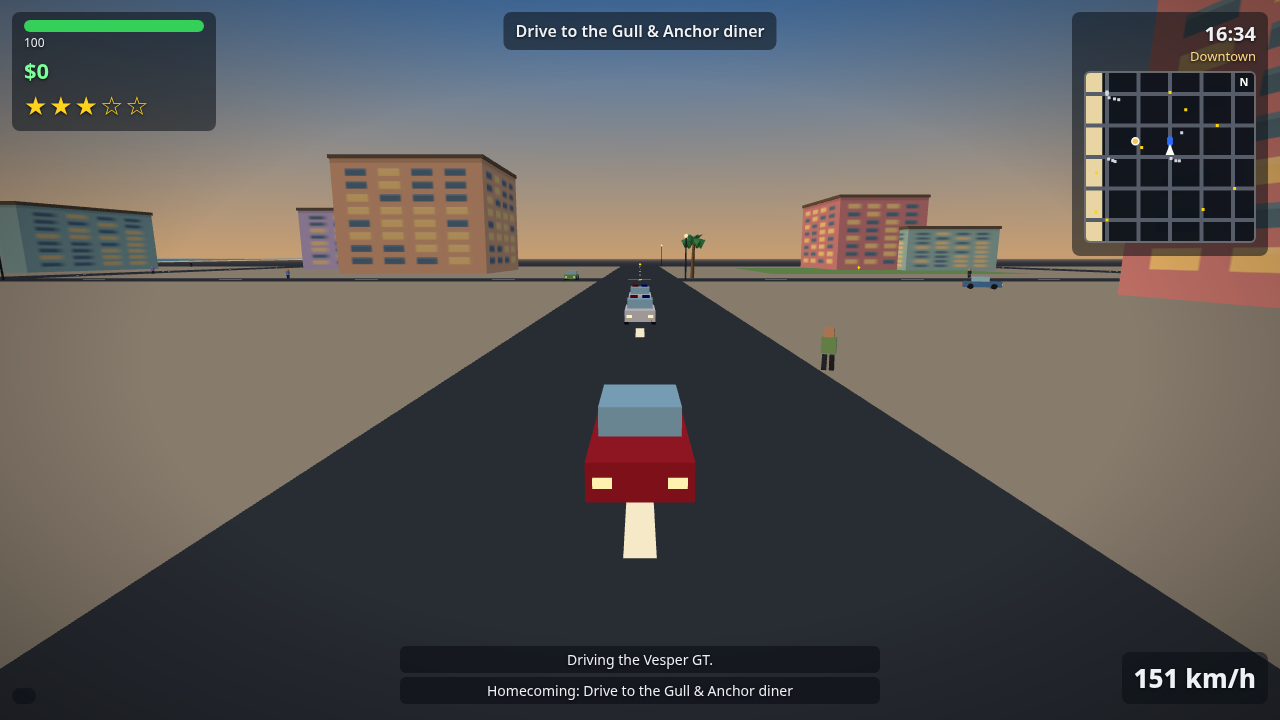 100
$0
Drive to the Gull & Anchor diner
16:34
Downtown
N
Driving the Vesper GT.
Homecoming: Drive to the Gull & Anchor diner
151 km/h